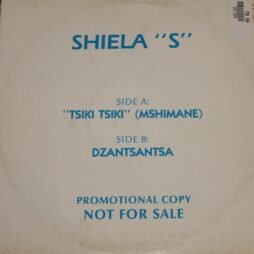 SHIELA "S"
SIDE A:
"TSIKI TSIKI" (MSHIMANE)
SIDE B:
DZANTSANTSA
PROMOTIONAL COPY
NOT FOR SALE